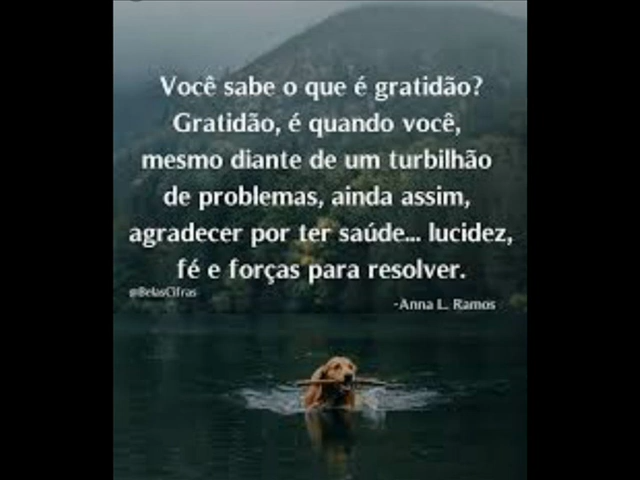 Você sabe o que é gratidão?
Gratidão, é quando você,
mesmo diante de um turbilhão
de problemas, ainda assim,
agradecer por ter saúde... lucidez,
fé e forças para resolver.
@BelasCifras
-Anna L. Ramos